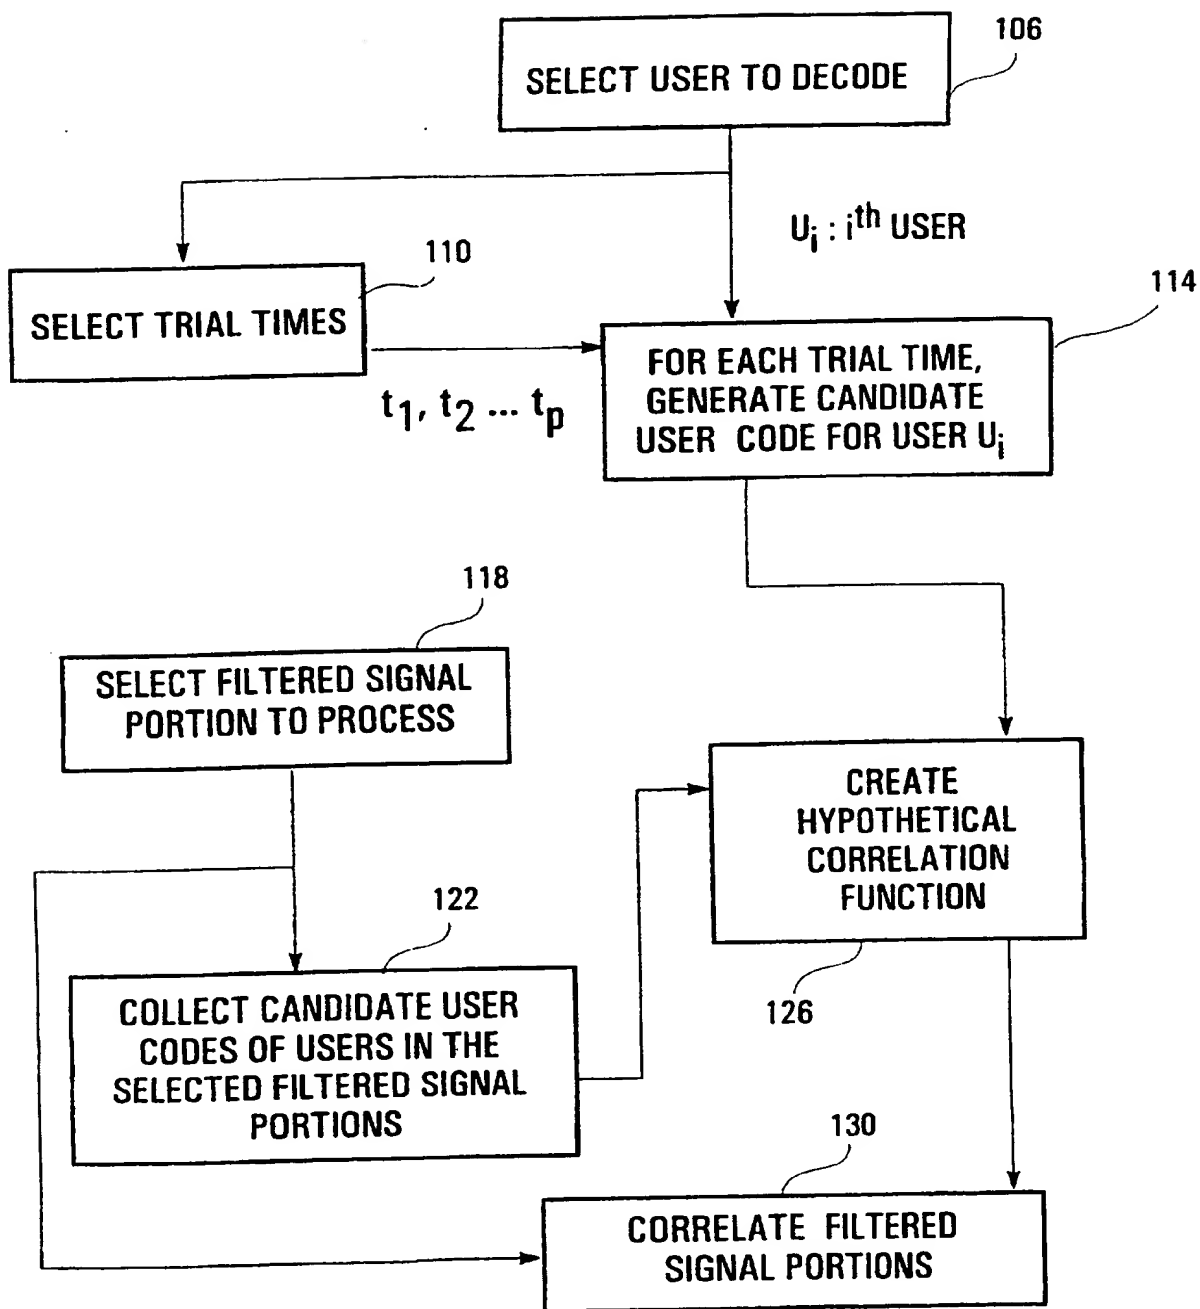 106
SELECT USER TO DECODE
Ui : ith USER
110
SELECT TRIAL TIMES
114
t1, t2 ... tp
FOR EACH TRIAL TIME,
GENERATE CANDIDATE
USER CODE FOR USER Ui
118
SELECT FILTERED SIGNAL
PORTION TO PROCESS
CREATE
HYPOTHETICAL
CORRELATION
FUNCTION
126
122
COLLECT CANDIDATE USER
CODES OF USERS IN THE
SELECTED FILTERED SIGNAL
PORTIONS
130
CORRELATE FILTERED
SIGNAL PORTIONS